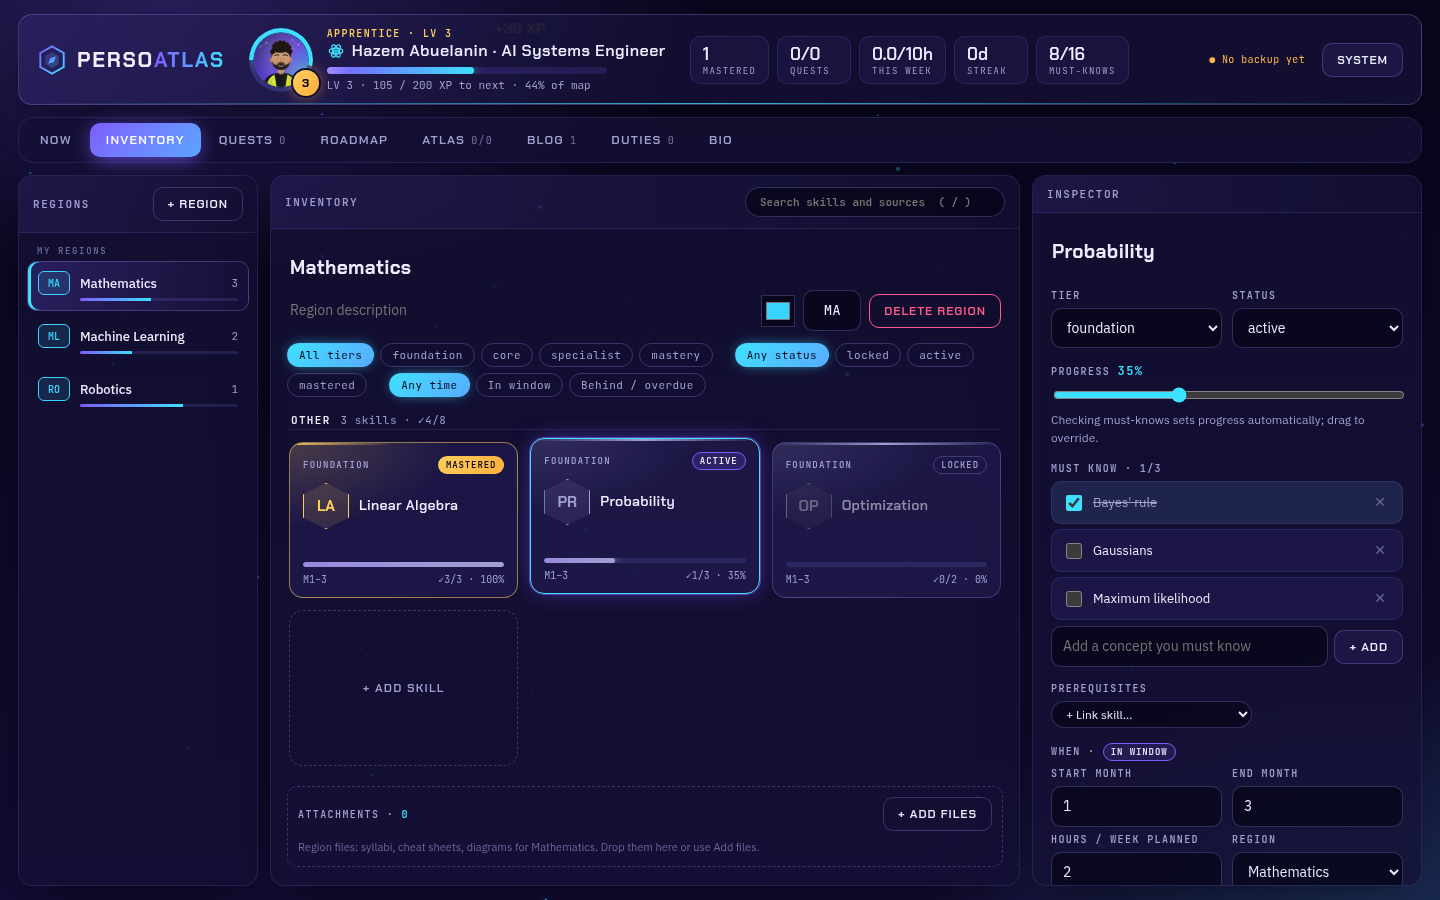 PERSOATLAS
APPRENTICE · LV 3
+30 XP
Hazem Abuelanin · AI Systems Engineer
3
LV 3 · 105 / 200 XP to next · 44% of map
1
MASTERED
0/0
QUESTS
0.0/10h
THIS WEEK
0d
STREAK
8/16
MUST-KNOWS
● No backup yet
SYSTEM
NOW
INVENTORY
QUESTS 0
ROADMAP
ATLAS 0/0
BLOG 1
DUTIES 0
BIO
REGIONS
+ REGION
MY REGIONS
MA Mathematics 3
ML Machine Learning 2
RO Robotics 1
INVENTORY
Search skills and sources ( / )
Mathematics
Region description
MA
DELETE REGION
All tiers foundation core specialist mastery Any status locked active
mastered Any time In window Behind / overdue
OTHER 3 skills · ✓4/8
FOUNDATION MASTERED
LA Linear Algebra
M1–3 ✓3/3 · 100%
FOUNDATION ACTIVE
PR Probability
M1–3 ✓1/3 · 35%
FOUNDATION LOCKED
OP Optimization
M1–3 ✓0/2 · 0%
+ ADD SKILL
ATTACHMENTS · 0
+ ADD FILES
Region files: syllabi, cheat sheets, diagrams for Mathematics. Drop them here or use Add files.
INSPECTOR
Probability
TIER STATUS
foundation active
PROGRESS 35%
Checking must-knows sets progress automatically; drag to
override.
MUST KNOW · 1/3
Bayes' rule ×
Gaussians ×
Maximum likelihood ×
Add a concept you must know + ADD
PREREQUISITES
+ Link skill...
WHEN · IN WINDOW
START MONTH END MONTH
1 3
HOURS / WEEK PLANNED REGION
2 Mathematics